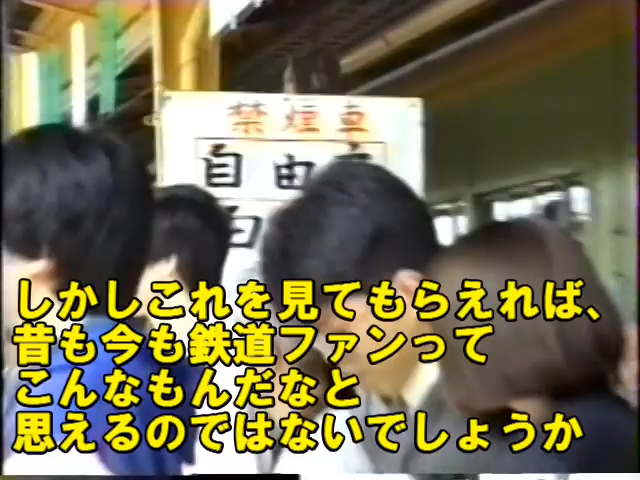 禁煙車
自由
しかしこれを見てもらえれば、
昔も今も鉄道ファンって
こんなもんだなと
思えるのではないでしょうか